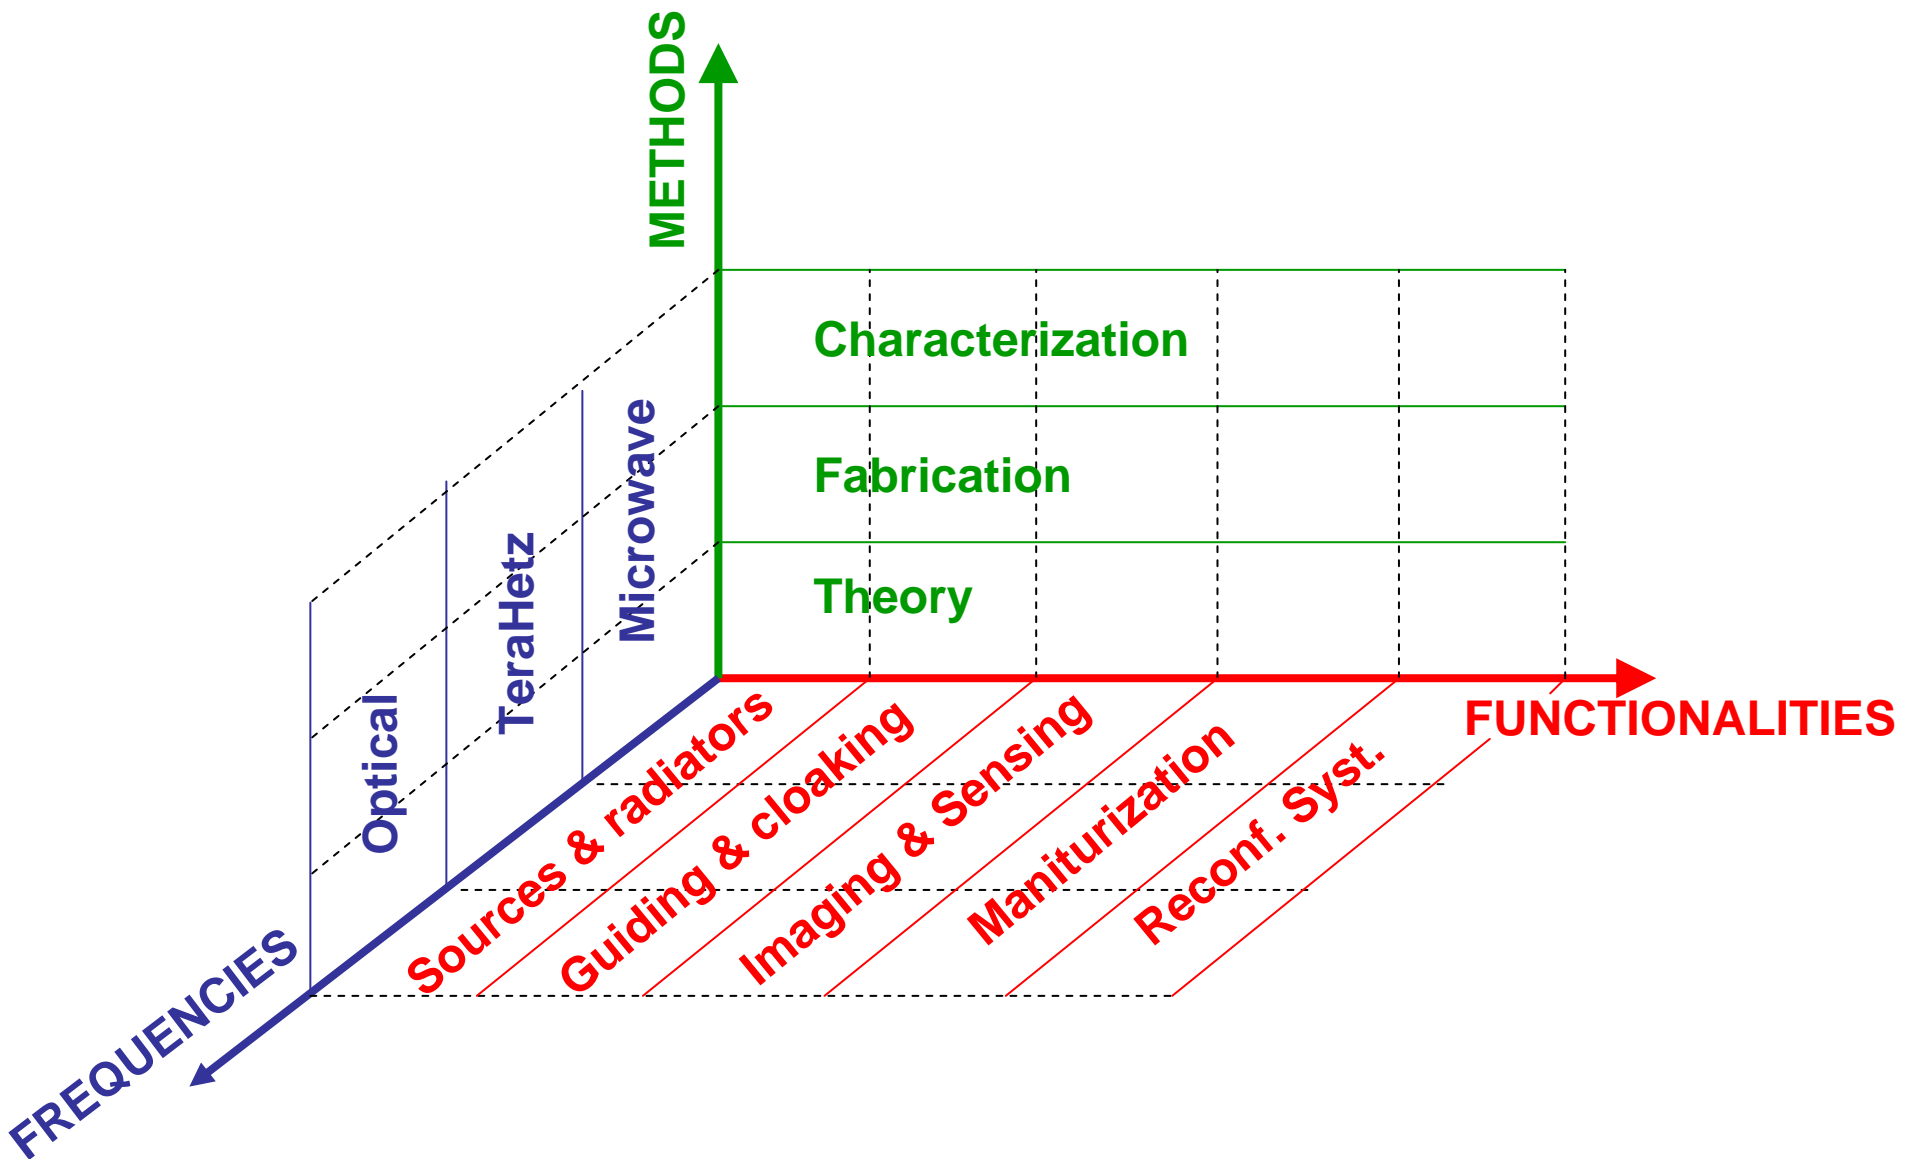 METHODS
Characterization
Fabrication
Theory
Microwave
TeraHetz
Optical
FREQUENCIES
FUNCTIONALITIES
Sources & radiators
Guiding & cloaking
Imaging & Sensing
Maniturization
Reconf. Syst.